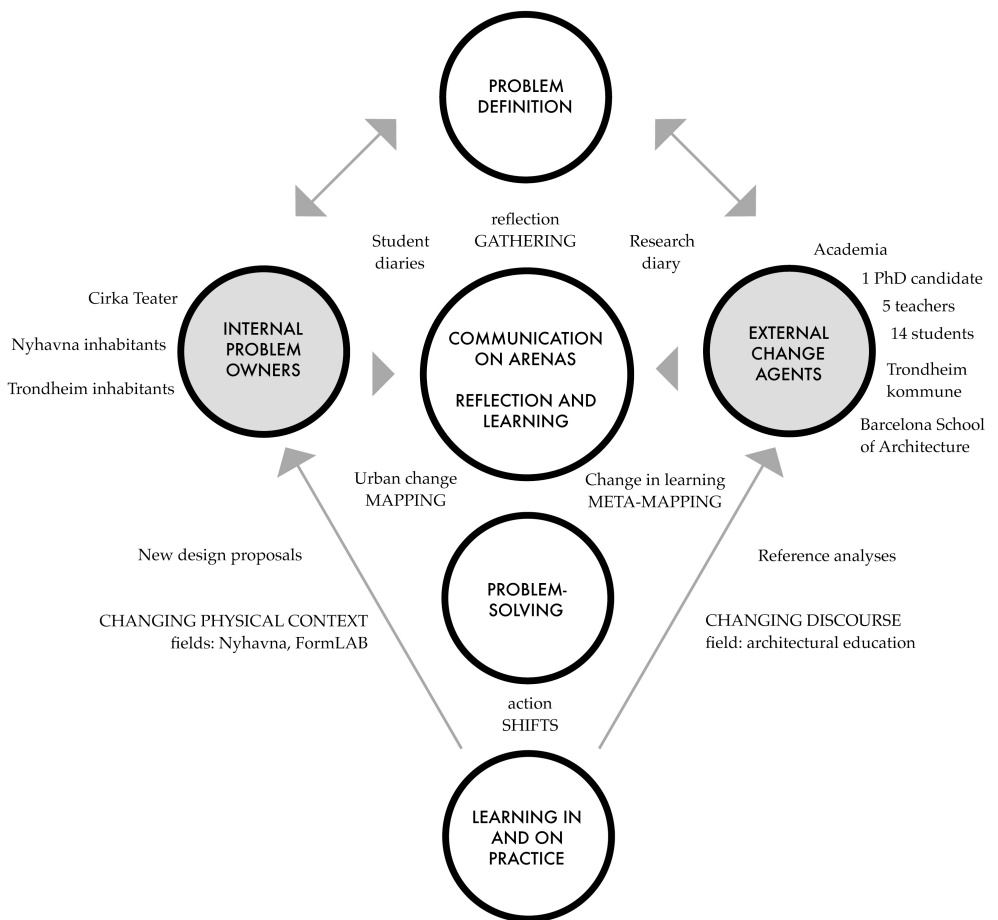 PROBLEM
DEFINITION
reflection
GATHERING
Student
diaries
Research
diary
Cirka Teater
Nyhavna inhabitants
Trondheim inhabitants
INTERNAL
PROBLEM
OWNERS
COMMUNICATION
ON ARENAS
REFLECTION AND
LEARNING
EXTERNAL
CHANGE
AGENTS
Academia
1 PhD candidate
5 teachers
14 students
Trondheim
kommune
Barcelona School
of Architecture
Urban change
MAPPING
Change in learning
META-MAPPING
New design proposals
CHANGING PHYSICAL CONTEXT
fields: Nyhavna, FormLAB
PROBLEM-
SOLVING
Reference analyses
CHANGING DISCOURSE
field: architectural education
action
SHIFTS
LEARNING IN
AND ON
PRACTICE